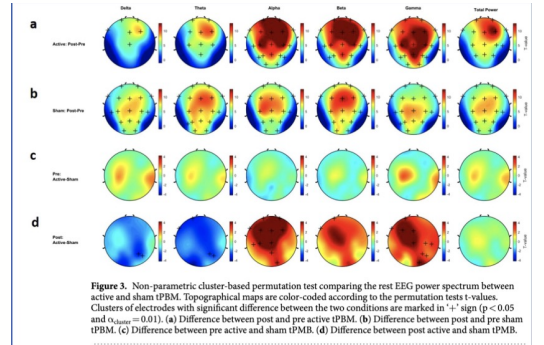 Delta Theta Alpha Beta Gamma Total Power
a
Active: Post-Pre
T-value
b
Sham: Post-Pre
T-value
c
Pre:
Active-Sham
T-value
d
Post:
Active-Sham
T-value
Figure 3. Non-parametric cluster-based permutation test comparing the rest EEG power spectrum between
active and sham tPBM. Topographical maps are color-coded according to the permutation tests t-values.
Clusters of electrodes with significant difference between the two conditions are marked in '+' sign (p < 0.05
and αcluster = 0.01). (a) Difference between post and pre active tPBM. (b) Difference between post and pre sham
tPBM. (c) Difference between pre active and sham tPMB. (d) Difference between post active and sham tPMB.